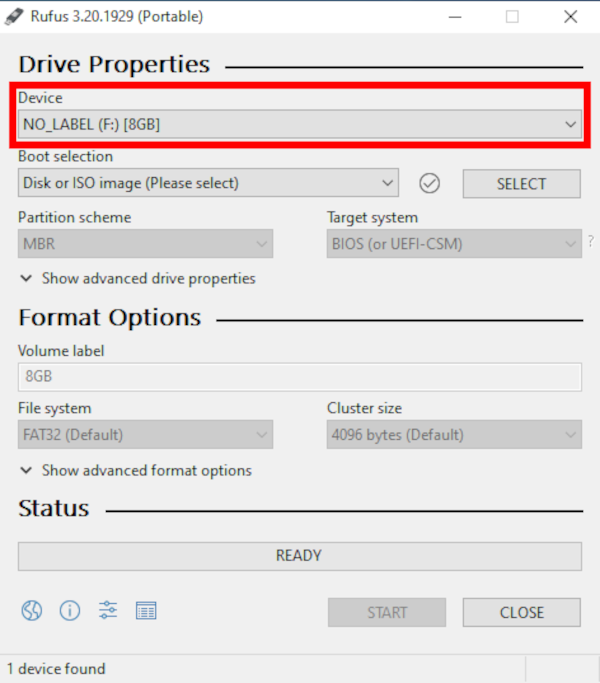 Rufus 3.20.1929 (Portable)
Drive Properties
Device
NO_LABEL (F:) [8GB]
Boot selection
Disk or ISO image (Please select)
SELECT
Partition scheme
Target system
MBR
BIOS (or UEFI-CSM)
?
Show advanced drive properties
Format Options
Volume label
8GB
File system
Cluster size
FAT32 (Default)
4096 bytes (Default)
Show advanced format options
Status
READY
START
CLOSE
1 device found